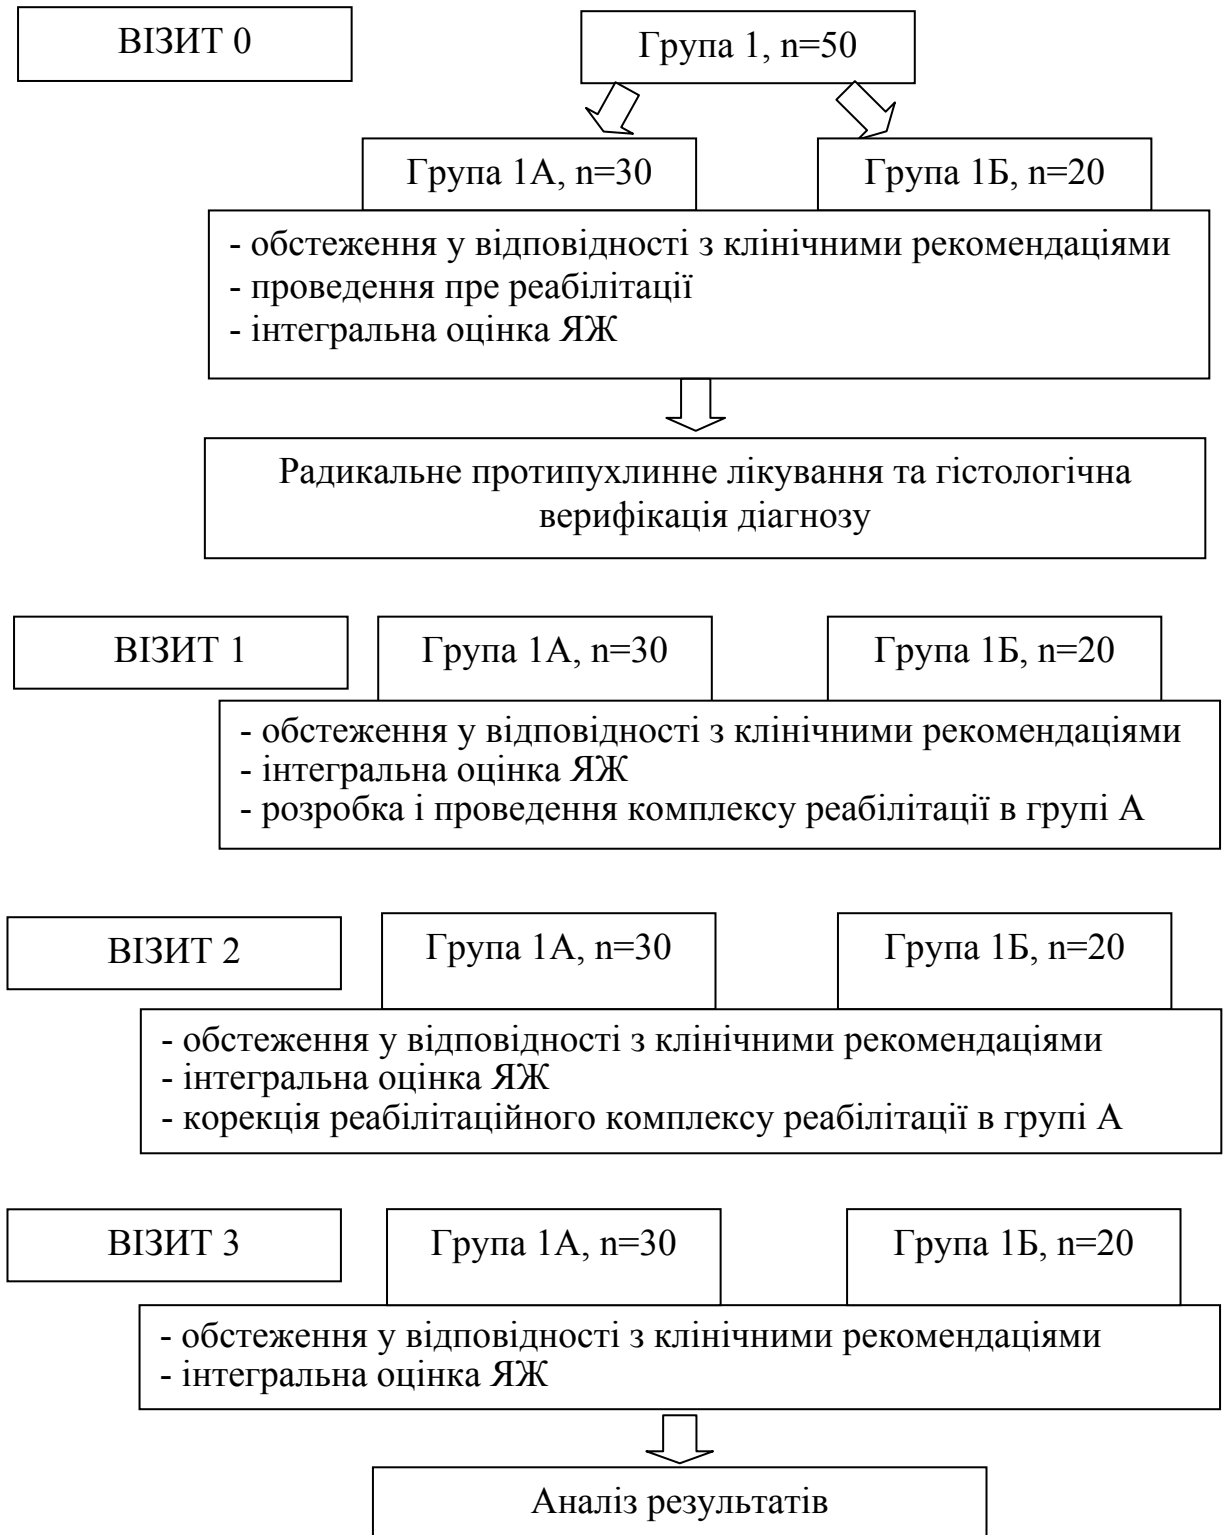 ВІЗИТ 0
Група 1, n=50
Група 1А, n=30
Група 1Б, n=20
- обстеження у відповідності з клінічними рекомендаціями
- проведення пре реабілітації
- інтегральна оцінка ЯЖ
Радикальне протипухлинне лікування та гістологічна
верифікація діагнозу
ВІЗИТ 1
Група 1А, n=30
Група 1Б, n=20
- обстеження у відповідності з клінічними рекомендаціями
- інтегральна оцінка ЯЖ
- розробка і проведення комплексу реабілітації в групі А
ВІЗИТ 2
Група 1А, n=30
Група 1Б, n=20
- обстеження у відповідності з клінічними рекомендаціями
- інтегральна оцінка ЯЖ
- корекція реабілітаційного комплексу реабілітації в групі А
ВІЗИТ 3
Група 1А, n=30
Група 1Б, n=20
- обстеження у відповідності з клінічними рекомендаціями
- інтегральна оцінка ЯЖ
Аналіз результатів